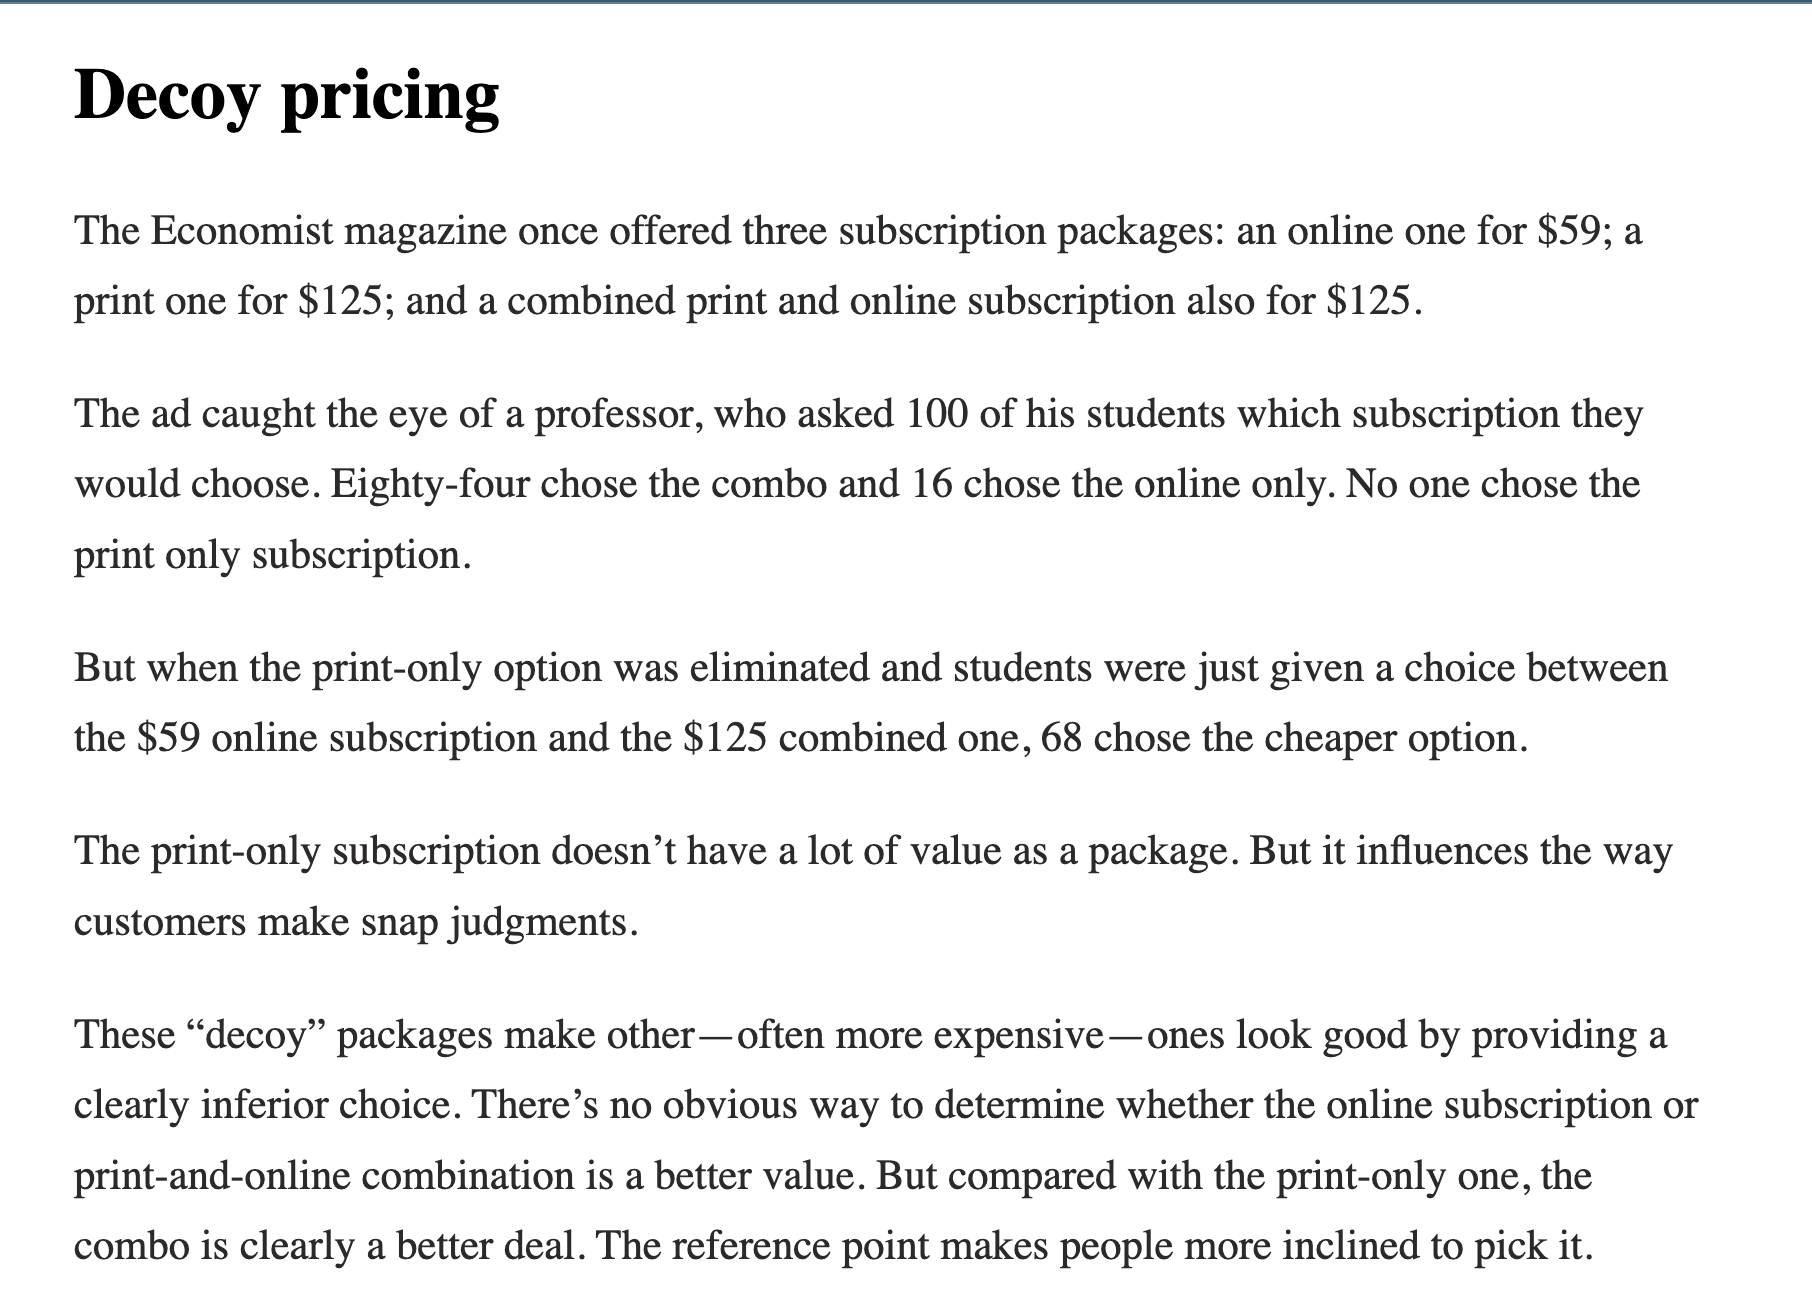 Decoy pricing
The Economist magazine once offered three subscription packages: an online one for $59; a
print one for $125; and a combined print and online subscription also for $125.
The ad caught the eye of a professor, who asked 100 of his students which subscription they
would choose. Eighty-four chose the combo and 16 chose the online only. No one chose the
print only subscription.
But when the print-only option was eliminated and students were just given a choice between
the $59 online subscription and the $125 combined one, 68 chose the cheaper option.
The print-only subscription doesn’t have a lot of value as a package. But it influences the way
customers make snap judgments.
These “decoy” packages make other—often more expensive—ones look good by providing a
clearly inferior choice. There’s no obvious way to determine whether the online subscription or
print-and-online combination is a better value. But compared with the print-only one, the
combo is clearly a better deal. The reference point makes people more inclined to pick it.